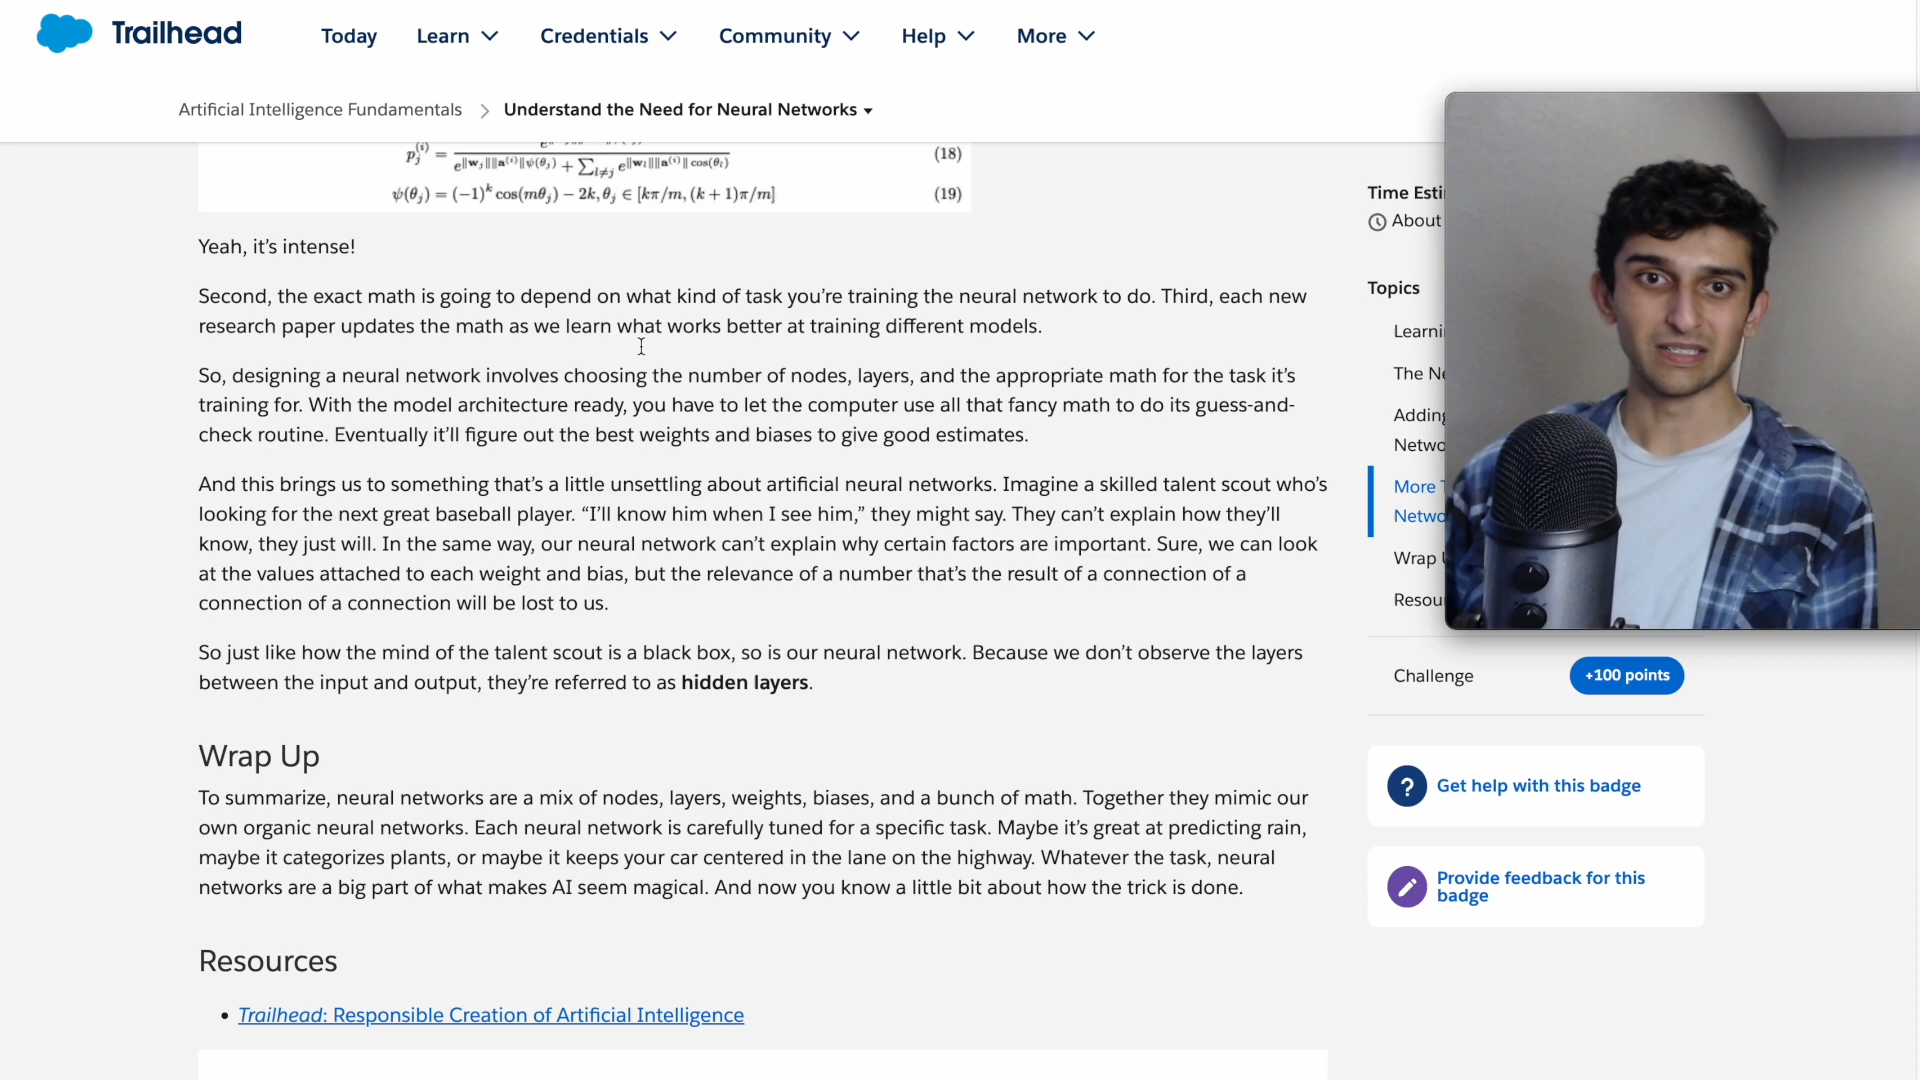 Trailhead
Today Learn Credentials Community Help More
Artificial Intelligence Fundamentals > Understand the Need for Neural Networks
(18)
ψ(θⱼ) = (−1)ᵏ cos(mθⱼ) − 2k, θⱼ ∈ [kπ/m, (k + 1)π/m] (19)
Yeah, it’s intense!
Second, the exact math is going to depend on what kind of task you’re training the neural network to do. Third, each new
research paper updates the math as we learn what works better at training different models.
So, designing a neural network involves choosing the number of nodes, layers, and the appropriate math for the task it’s
training for. With the model architecture ready, you have to let the computer use all that fancy math to do its guess-and-
check routine. Eventually it’ll figure out the best weights and biases to give good estimates.
And this brings us to something that’s a little unsettling about artificial neural networks. Imagine a skilled talent scout who’s
looking for the next great baseball player. “I’ll know him when I see him,” they might say. They can’t explain how they’ll
know, they just will. In the same way, our neural network can’t explain why certain factors are important. Sure, we can look
at the values attached to each weight and bias, but the relevance of a number that’s the result of a connection of a
connection of a connection will be lost to us.
So just like how the mind of the talent scout is a black box, so is our neural network. Because we don’t observe the layers
between the input and output, they’re referred to as hidden layers.
Wrap Up
To summarize, neural networks are a mix of nodes, layers, weights, biases, and a bunch of math. Together they mimic our
own organic neural networks. Each neural network is carefully tuned for a specific task. Maybe it’s great at predicting rain,
maybe it categorizes plants, or maybe it keeps your car centered in the lane on the highway. Whatever the task, neural
networks are a big part of what makes AI seem magical. And now you know a little bit about how the trick is done.
Resources
• Trailhead: Responsible Creation of Artificial Intelligence
Time
About
Topics
The
More
Wrap
Challenge +100 points
Get help with this badge
Provide feedback for this
badge